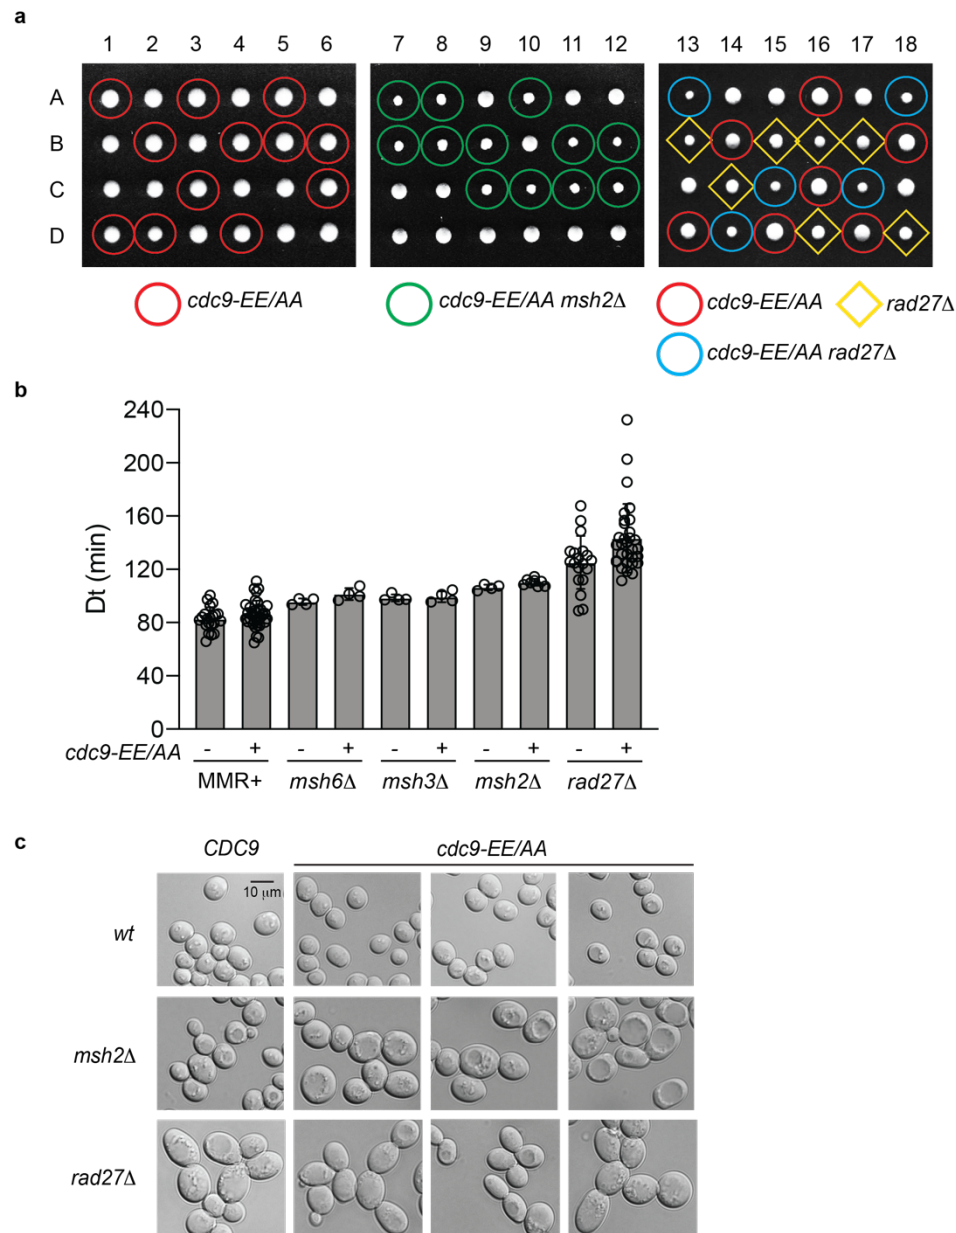 a
1 2 3 4 5 6 7 8 9 10 11 12 13 14 15 16 17 18
A
B
C
D
cdc9-EE/AA cdc9-EE/AA msh2Δ cdc9-EE/AA rad27Δ
cdc9-EE/AA rad27Δ
b
240
200
160
120
80
40
0
Dt (min)
cdc9-EE/AA - + - + - + - + - +
MMR+ msh6Δ msh3Δ msh2Δ rad27Δ
c
CDC9 cdc9-EE/AA
10 µm
wt
msh2Δ
rad27Δ